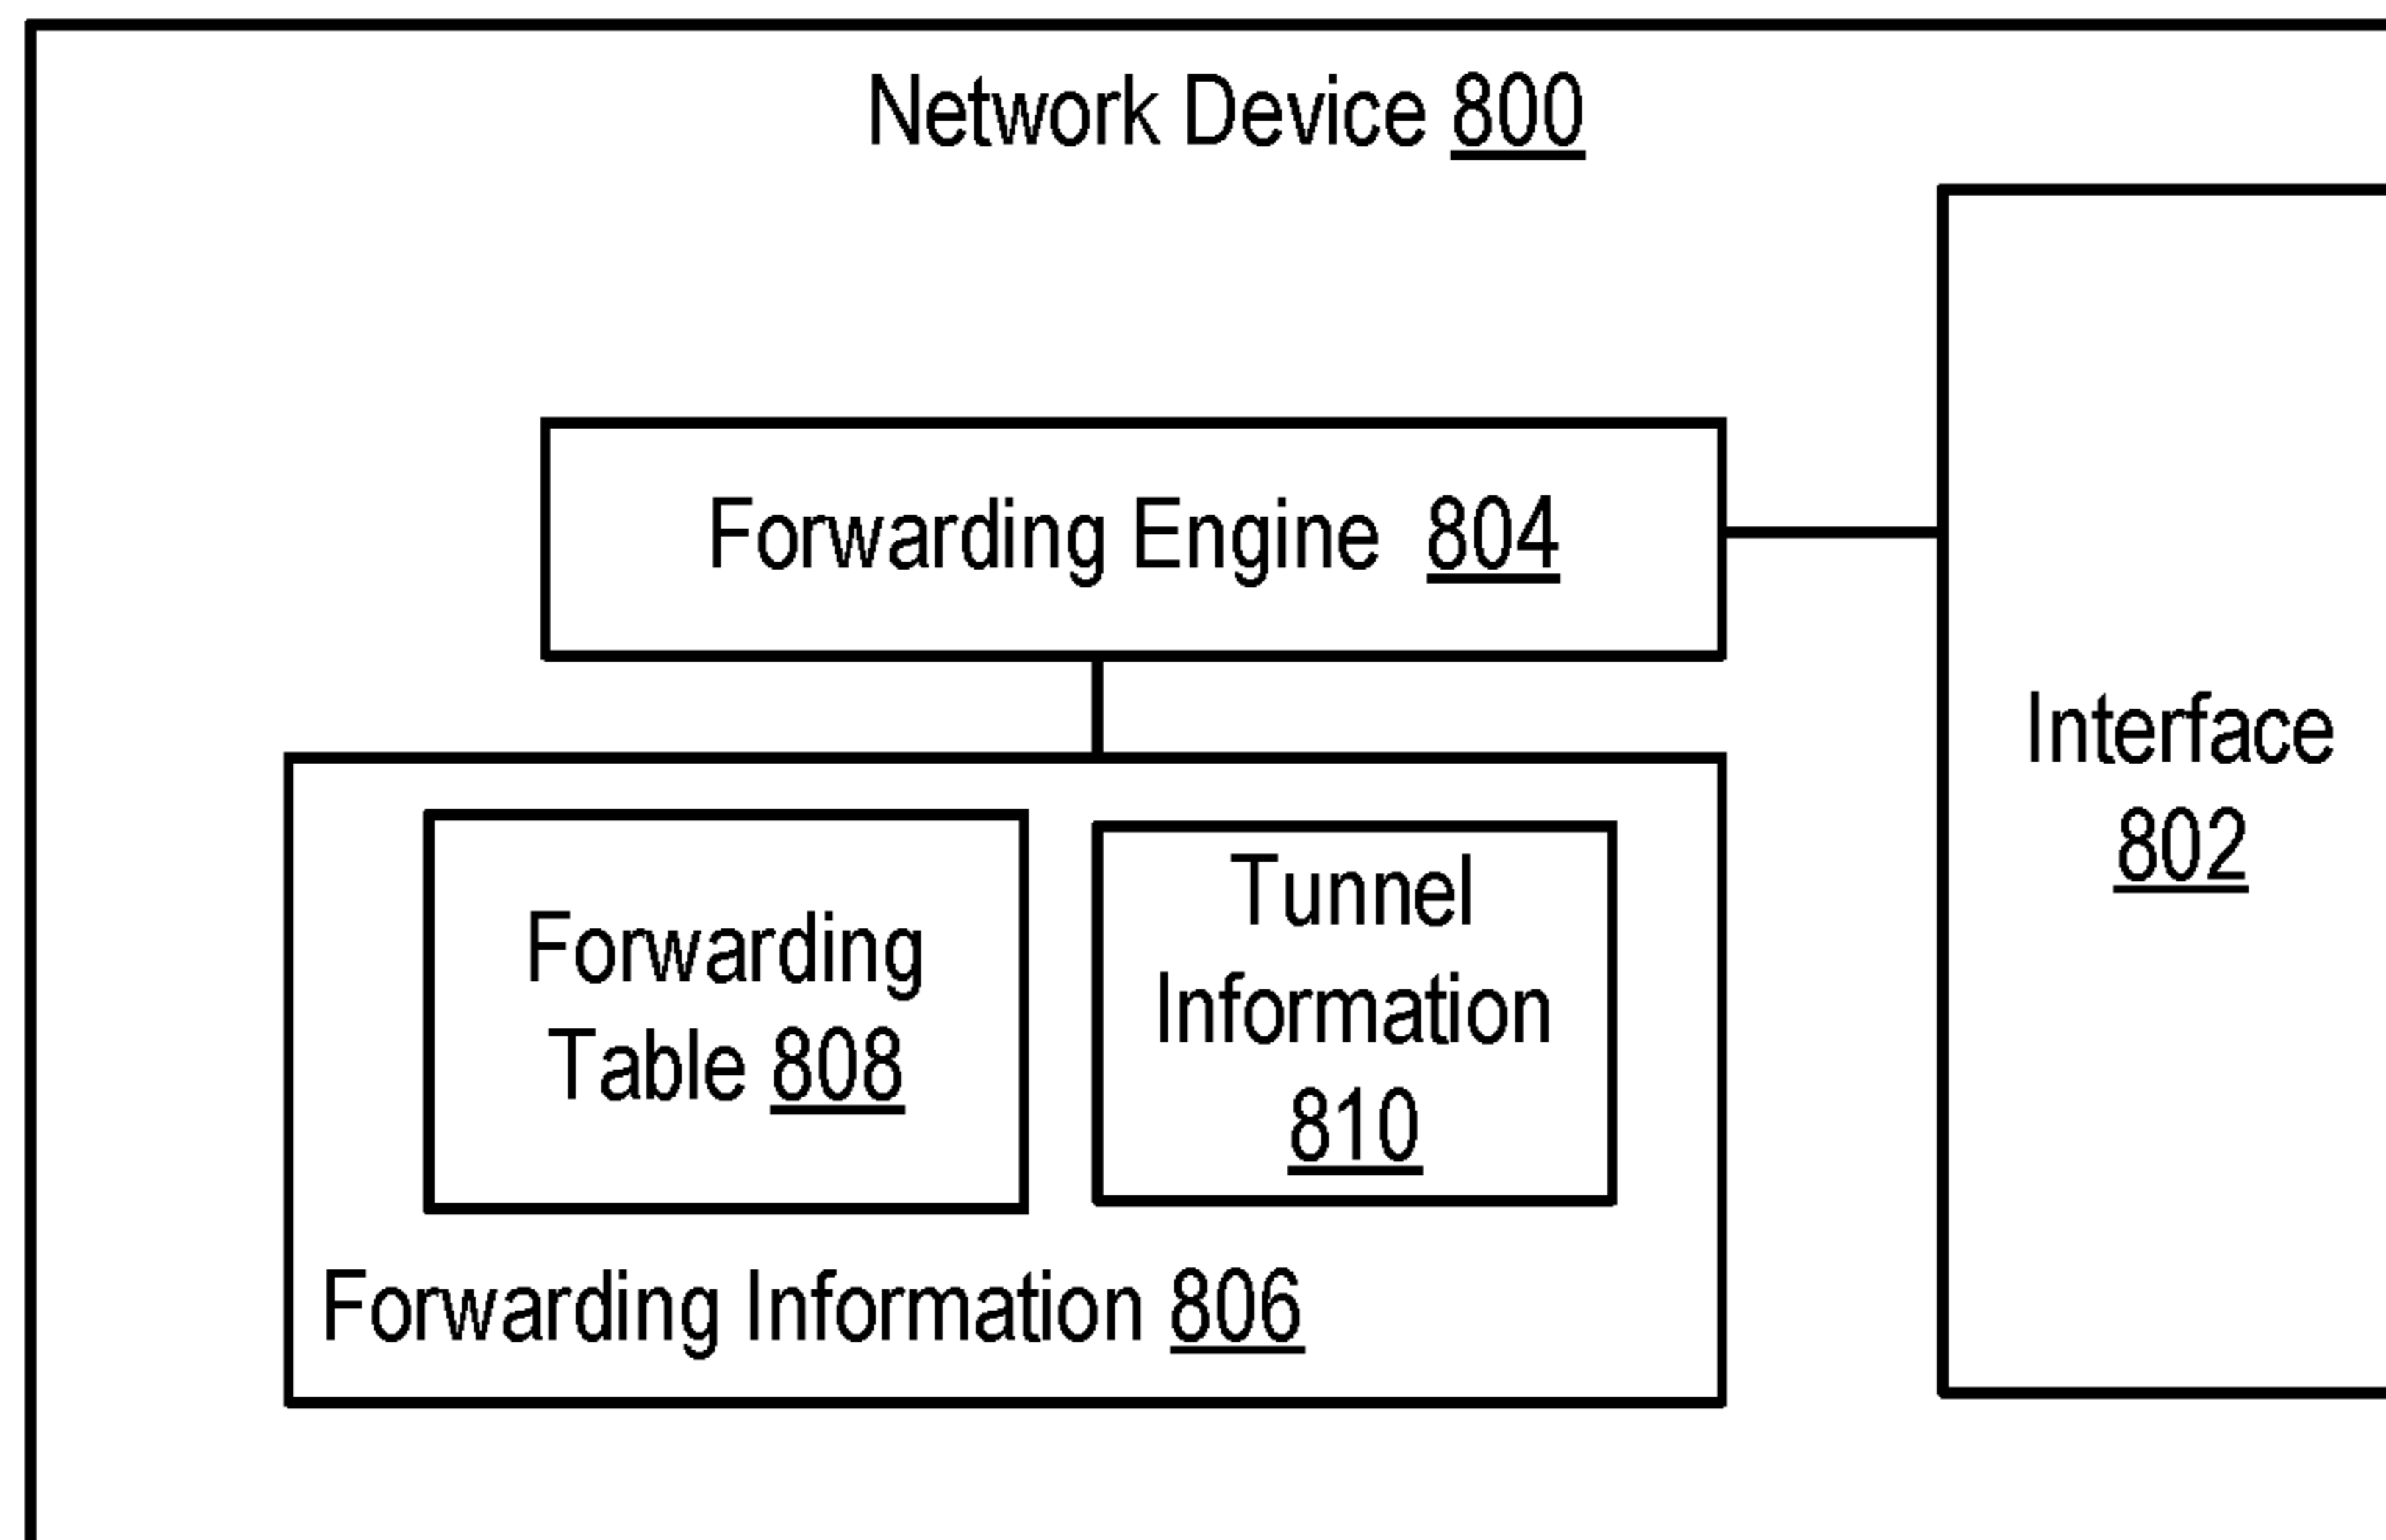 Network Device 800
Forwarding Engine 804
Interface
802
Forwarding
Table 808
Tunnel
Information
810
Forwarding Information 806